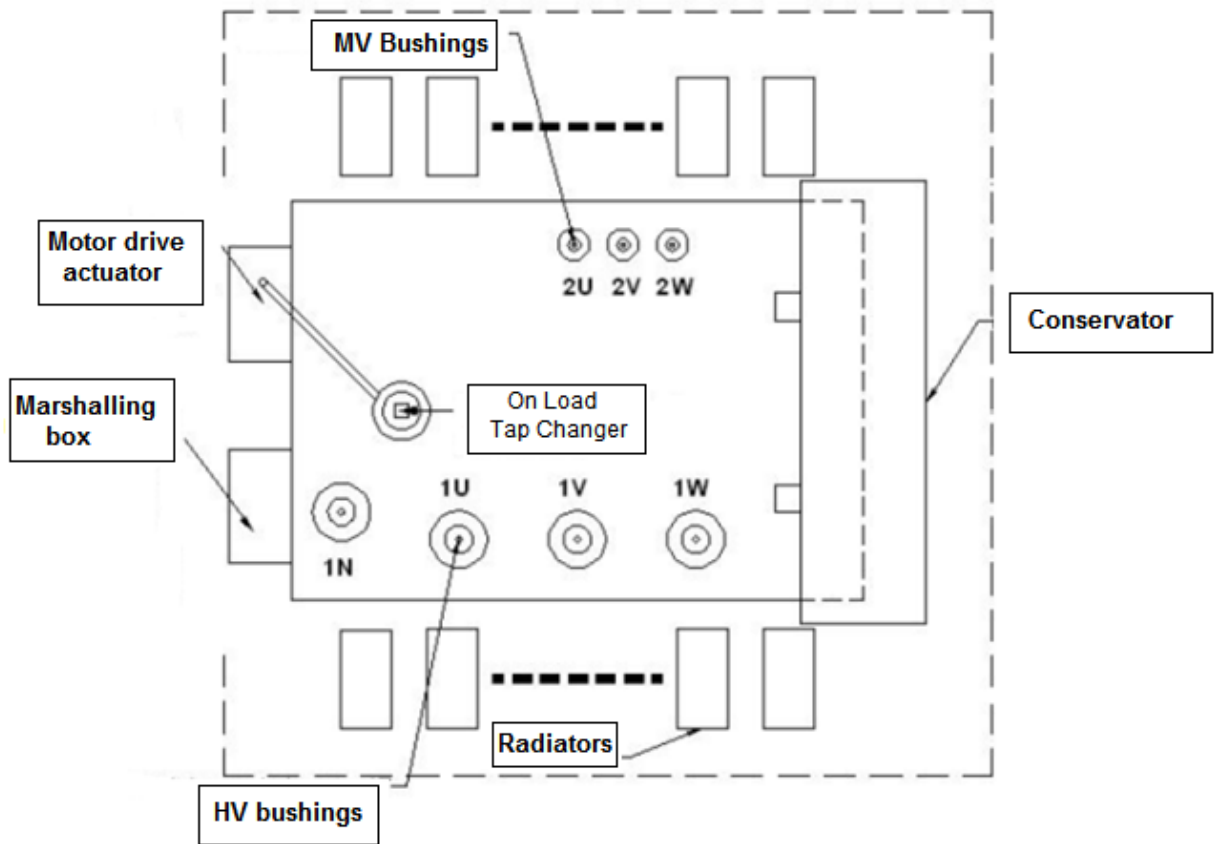 MV Bushings
Motor drive
actuator
2U 2V 2W
Conservator
On Load
Tap Changer
Marshalling
box
1U 1V 1W
1N
Radiators
HV bushings